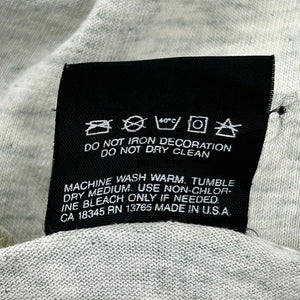 40°C
DO NOT IRON DECORATION
DO NOT DRY CLEAN
MACHINE WASH WARM. TUMBLE
DRY MEDIUM. USE NON-CHLOR-
INE BLEACH ONLY IF NEEDED.
CA 18345 RN 13765 MADE IN U.S.A.